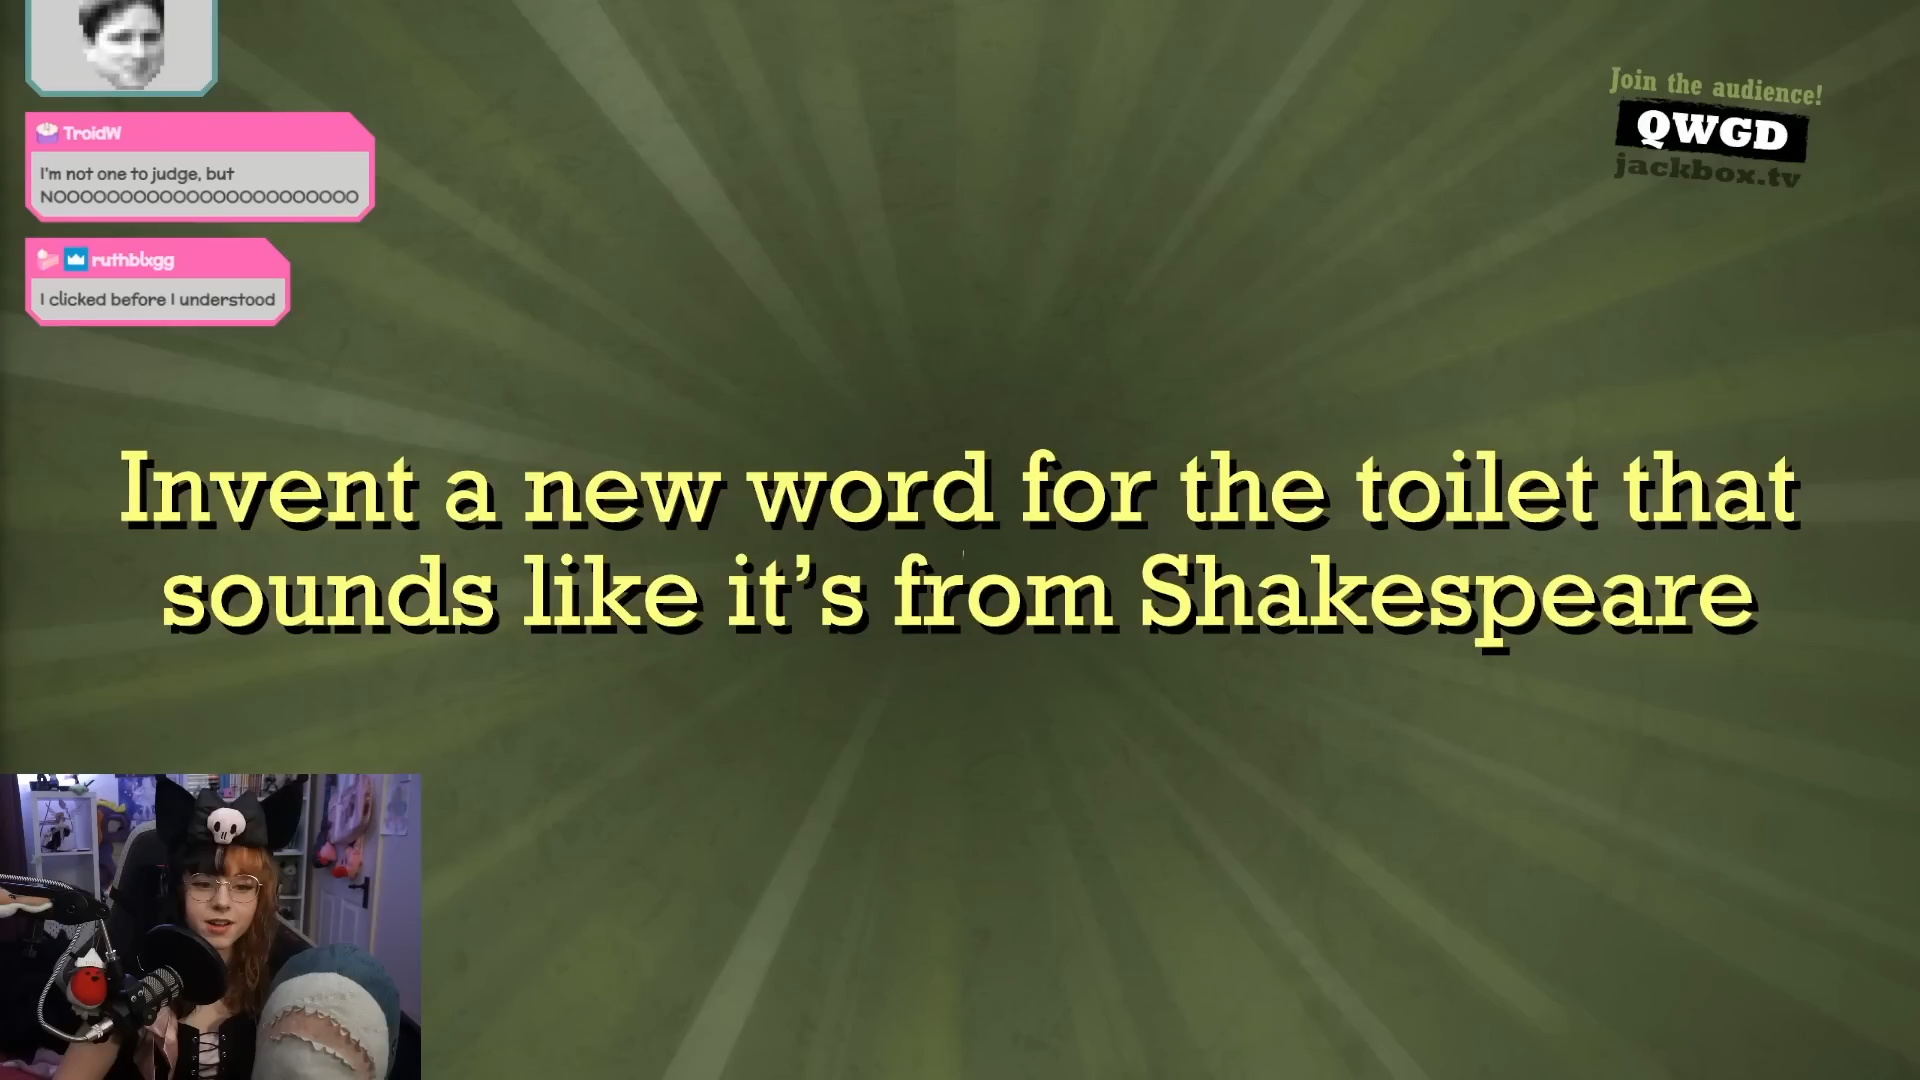 TroidW
I'm not one to judge, but
NOOOOOOOOOOOOOOOOOOOOOOO
ruthblxgg
I clicked before I understood
Join the audience!
QWGD
jackbox.tv
Invent a new word for the toilet that
sounds like it’s from Shakespeare